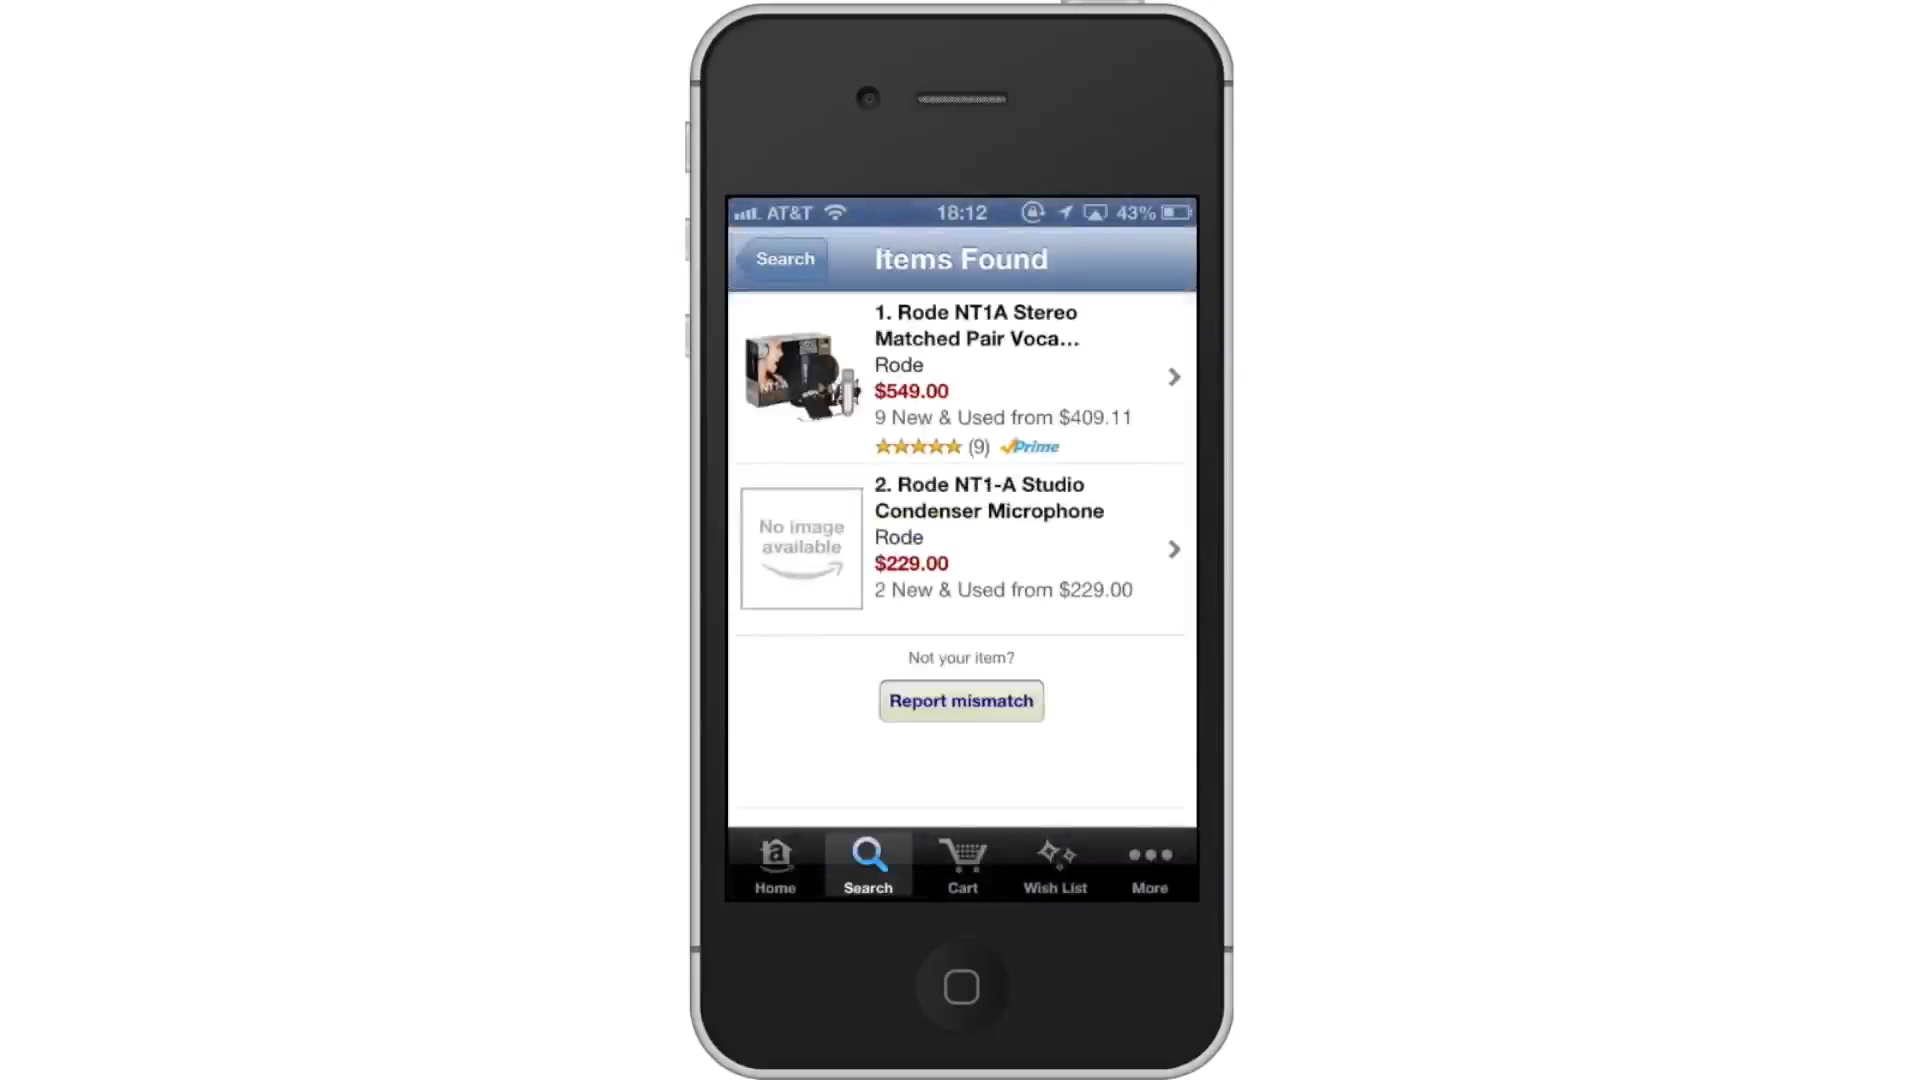 AT&T 18:12 43%
Search Items Found
1. Rode NT1A Stereo
Matched Pair Voca...
Rode
$549.00
9 New & Used from $409.11
(9) Prime
No image
available
2. Rode NT1-A Studio
Condenser Microphone
Rode
$229.00
2 New & Used from $229.00
Not your item?
Report mismatch
Home Search Cart Wish List More